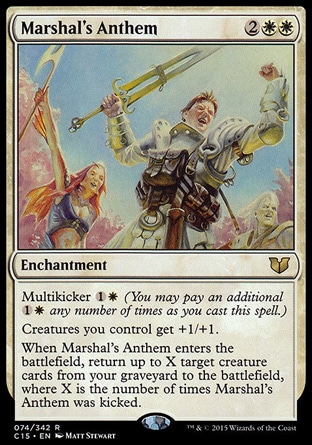 Marshal's Anthem 2
Enchantment
Multikicker 1 (You may pay an additional
1 any number of times as you cast this spell.)
Creatures you control get +1/+1.
When Marshal's Anthem enters the
battlefield, return up to X target creature
cards from your graveyard to the battlefield,
where X is the number of times Marshal's
Anthem was kicked.
074/342 R
C15 • EN Matt Stewart
™ & © 2015 Wizards of the Coast